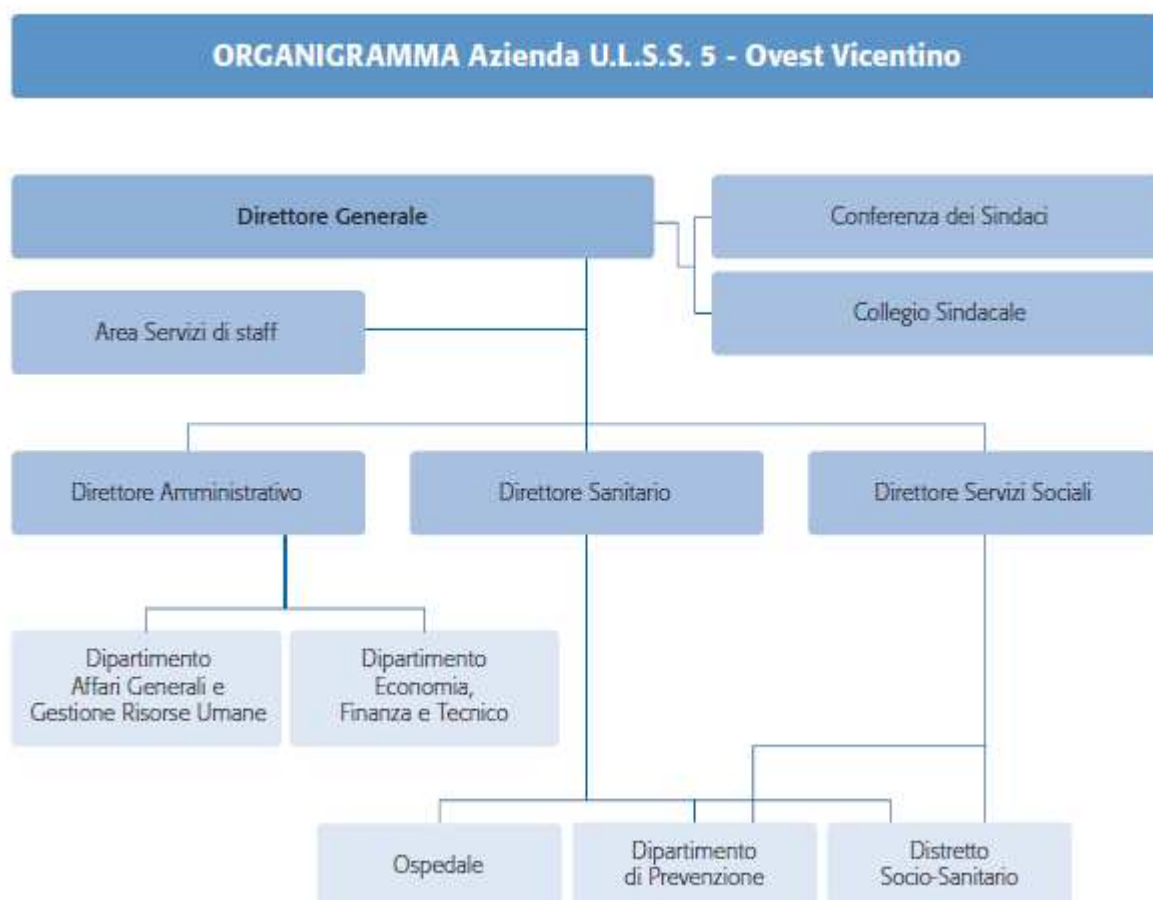 ORGANIGRAMMA Azienda U.L.S.S. 5 - Ovest Vicentino
Direttore Generale
Conferenza dei Sindaci
Collegio Sindacale
Area Servizi di staff
Direttore Amministrativo
Direttore Sanitario
Direttore Servizi Sociali
Dipartimento
Affari Generali e
Gestione Risorse Umane
Dipartimento
Economia,
Finanza e Tecnico
Ospedale
Dipartimento
di Prevenzione
Distretto
Socio-Sanitario